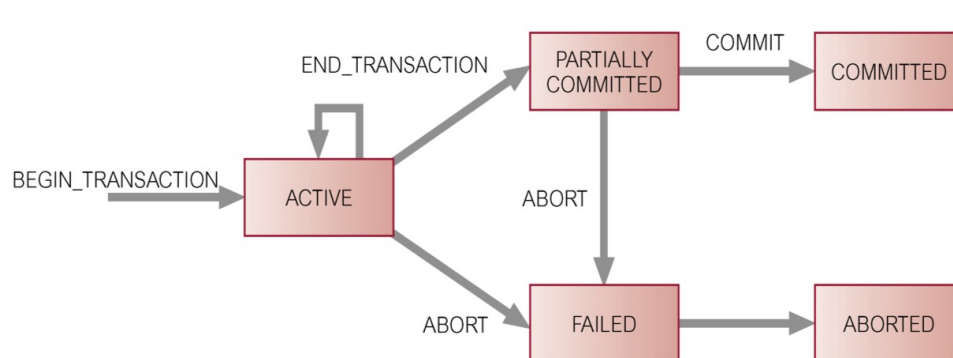 COMMIT
END_TRANSACTION
PARTIALLY
COMMITTED
COMMITTED
BEGIN_TRANSACTION
ACTIVE
ABORT
ABORT
FAILED
ABORTED